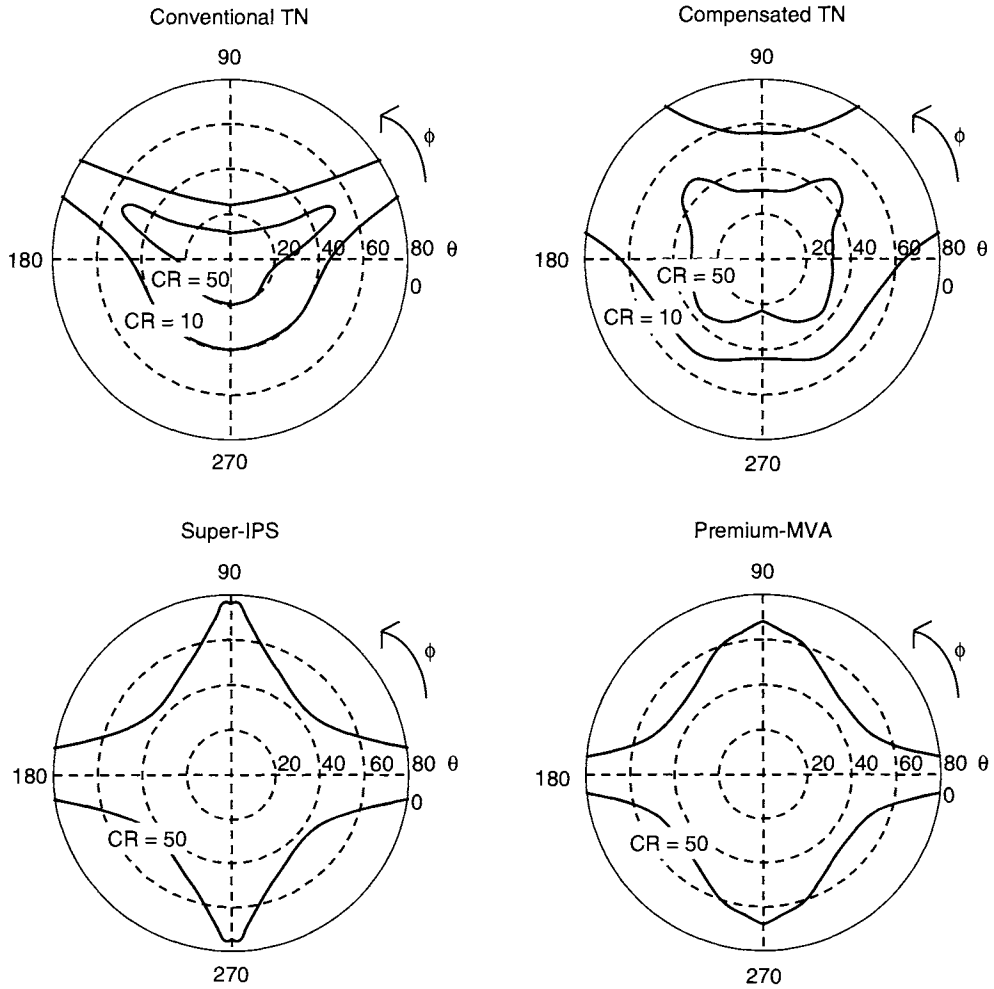 Conventional TN
90
ϕ
180
20 40 60 80 θ
0
CR = 50
CR = 10
270
Compensated TN
90
ϕ
180
20 40 60 80 θ
0
CR = 50
CR = 10
270
Super-IPS
90
ϕ
180
20 40 60 80 θ
0
CR = 50
270
Premium-MVA
90
ϕ
180
20 40 60 80 θ
0
CR = 50
270